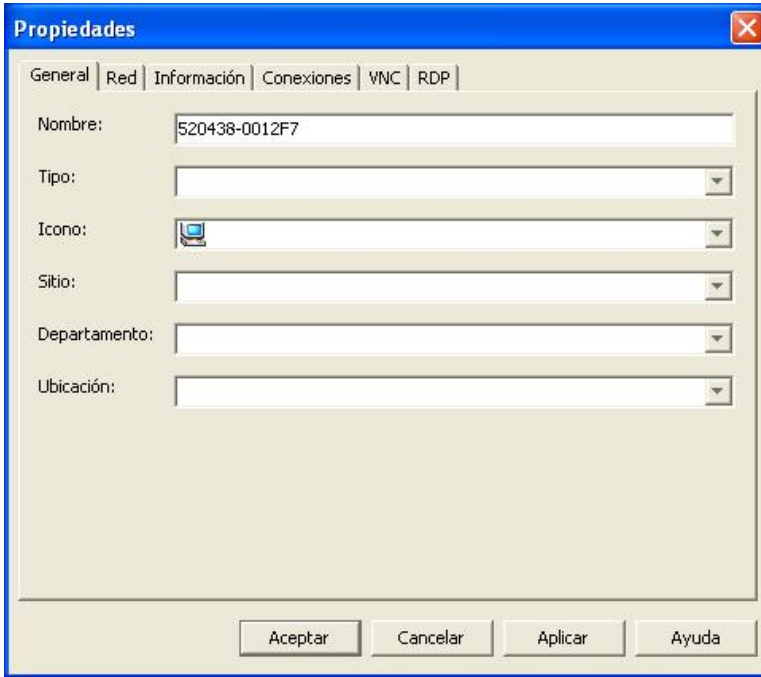 Propiedades
General Red Información Conexiones VNC RDP
Nombre: 520438-0012F7
Tipo:
Icono:
Sitio:
Departamento:
Ubicación:
Aceptar Cancelar Aplicar Ayuda